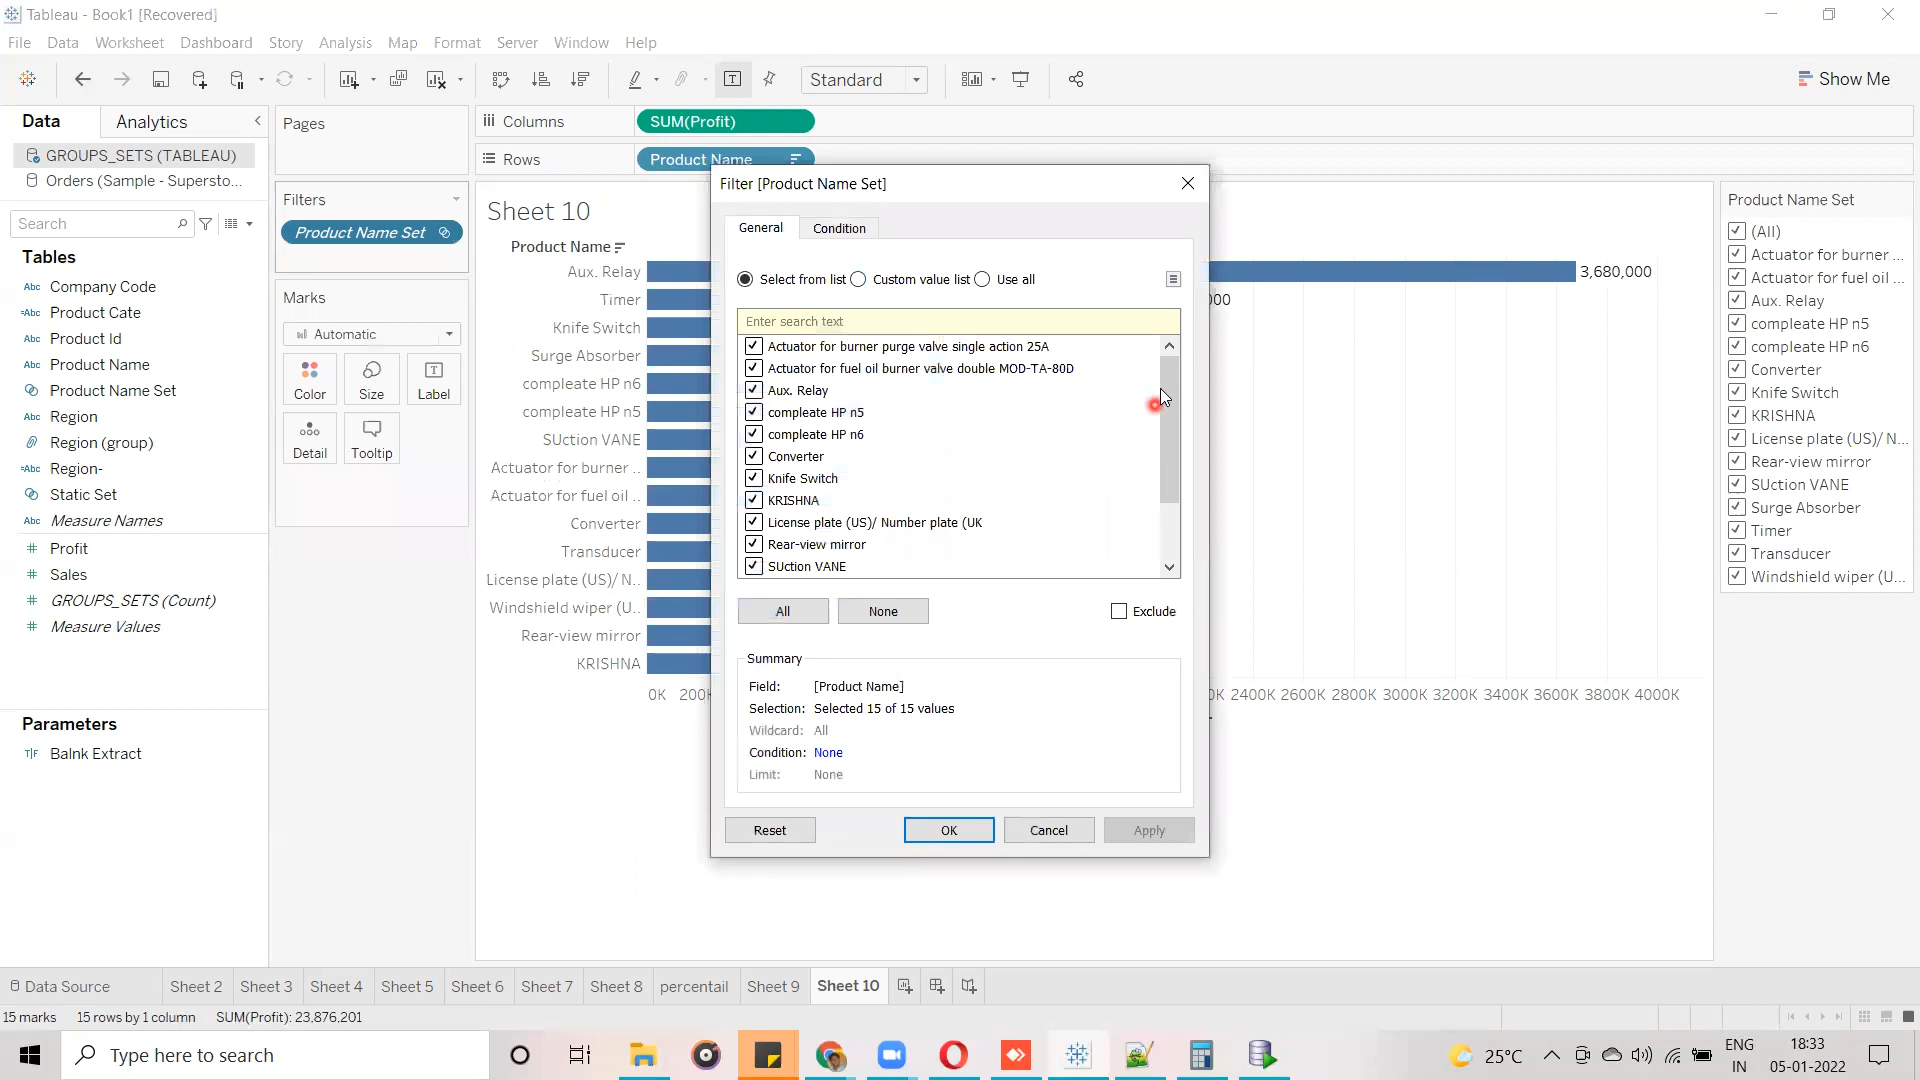 Tableau - Book1 [Recovered]
File Data Worksheet Dashboard Story Analysis Map Format Server Window Help
Standard
Show Me
Data
Analytics
GROUPS_SETS (TABLEAU)
Orders (Sample - Supersto...
Search
Tables
Abc Company Code
=Abc Product Cate
Abc Product Id
Abc Product Name
Product Name Set
Abc Region
Region (group)
=Abc Region-
Static Set
Abc Measure Names
# Profit
# Sales
# GROUPS_SETS (Count)
# Measure Values
Parameters
BaInk Extract
Pages
Filters
Product Name Set
Marks
Automatic
Color
Size
Label
Detail
Tooltip
Columns
SUM(Profit)
Rows
Product Name
Sheet 10
Product Name
Aux. Relay
3,680,000
Timer
Knife Switch
Surge Absorber
compleate HP n6
compleate HP n5
SUction VANE
Actuator for burner ..
Actuator for fuel oil ..
Converter
Transducer
License plate (US)/ N..
Windshield wiper (U..
Rear-view mirror
KRISHNA
0K
2400K 2600K 2800K 3000K 3200K 3400K 3600K 3800K 4000K
Filter [Product Name Set]
General
Condition
Select from list
Custom value list
Use all
Enter search text
Actuator for burner purge valve single action 25A
Actuator for fuel oil burner valve double MOD-TA-80D
Aux. Relay
compleate HP n5
compleate HP n6
Converter
Knife Switch
KRISHNA
License plate (US)/ Number plate (UK
Rear-view mirror
SUction VANE
All
None
Exclude
Summary
Field: [Product Name]
Selection: Selected 15 of 15 values
Wildcard: All
Condition: None
Limit: None
Reset
OK
Cancel
Apply
Product Name Set
(All)
Actuator for burner ...
Actuator for fuel oil ...
Aux. Relay
compleate HP n5
compleate HP n6
Converter
Knife Switch
KRISHNA
License plate (US)/ N...
Rear-view mirror
SUction VANE
Surge Absorber
Timer
Transducer
Windshield wiper (U...
Data Source
Sheet 2
Sheet 3
Sheet 4
Sheet 5
Sheet 6
Sheet 7
Sheet 8
percentail
Sheet 9
Sheet 10
15 marks
15 rows by 1 column
SUM(Profit): 23,876,201
Type here to search
25°C
ENG
IN
18:33
05-01-2022